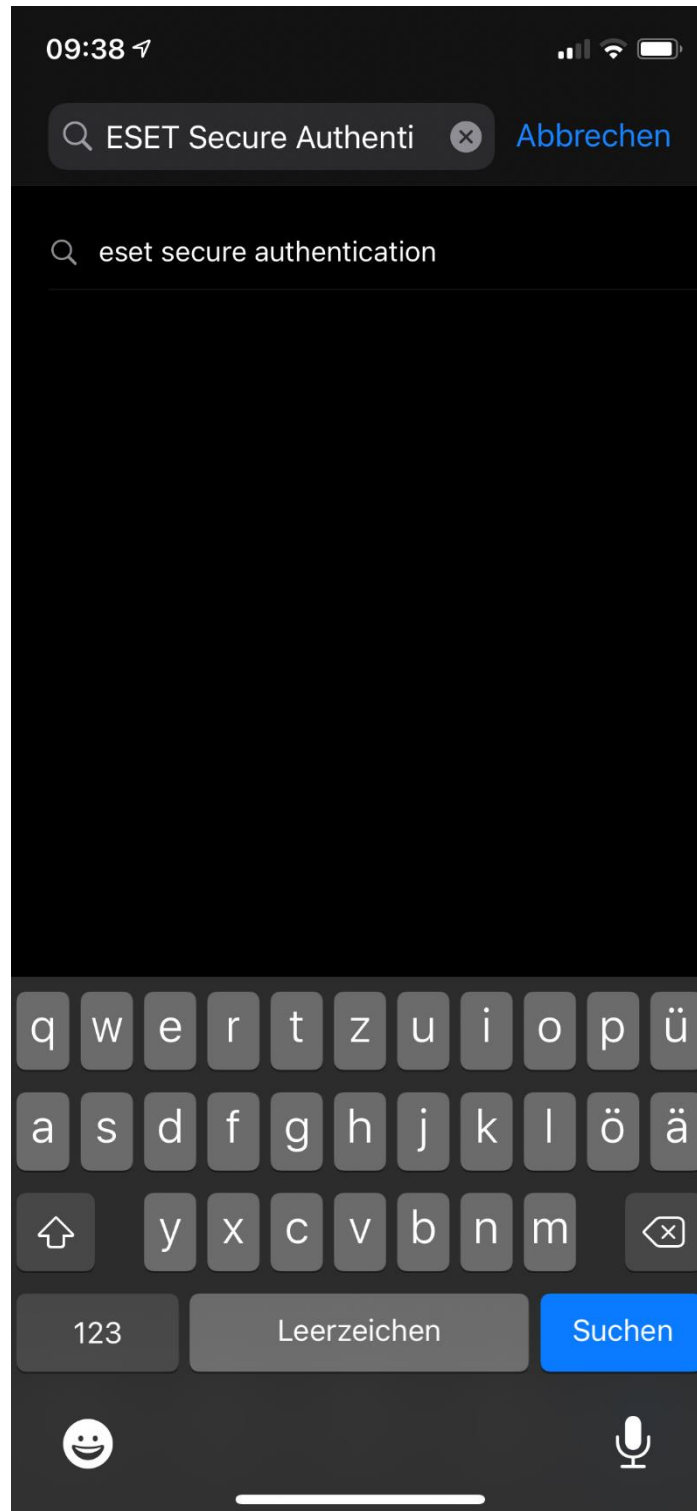 09:38
ESET Secure Authenti
Abbrechen
eset secure authentication
q w e r t z u i o p ü
a s d f g h j k l ö ä
y x c v b n m
123 Leerzeichen Suchen